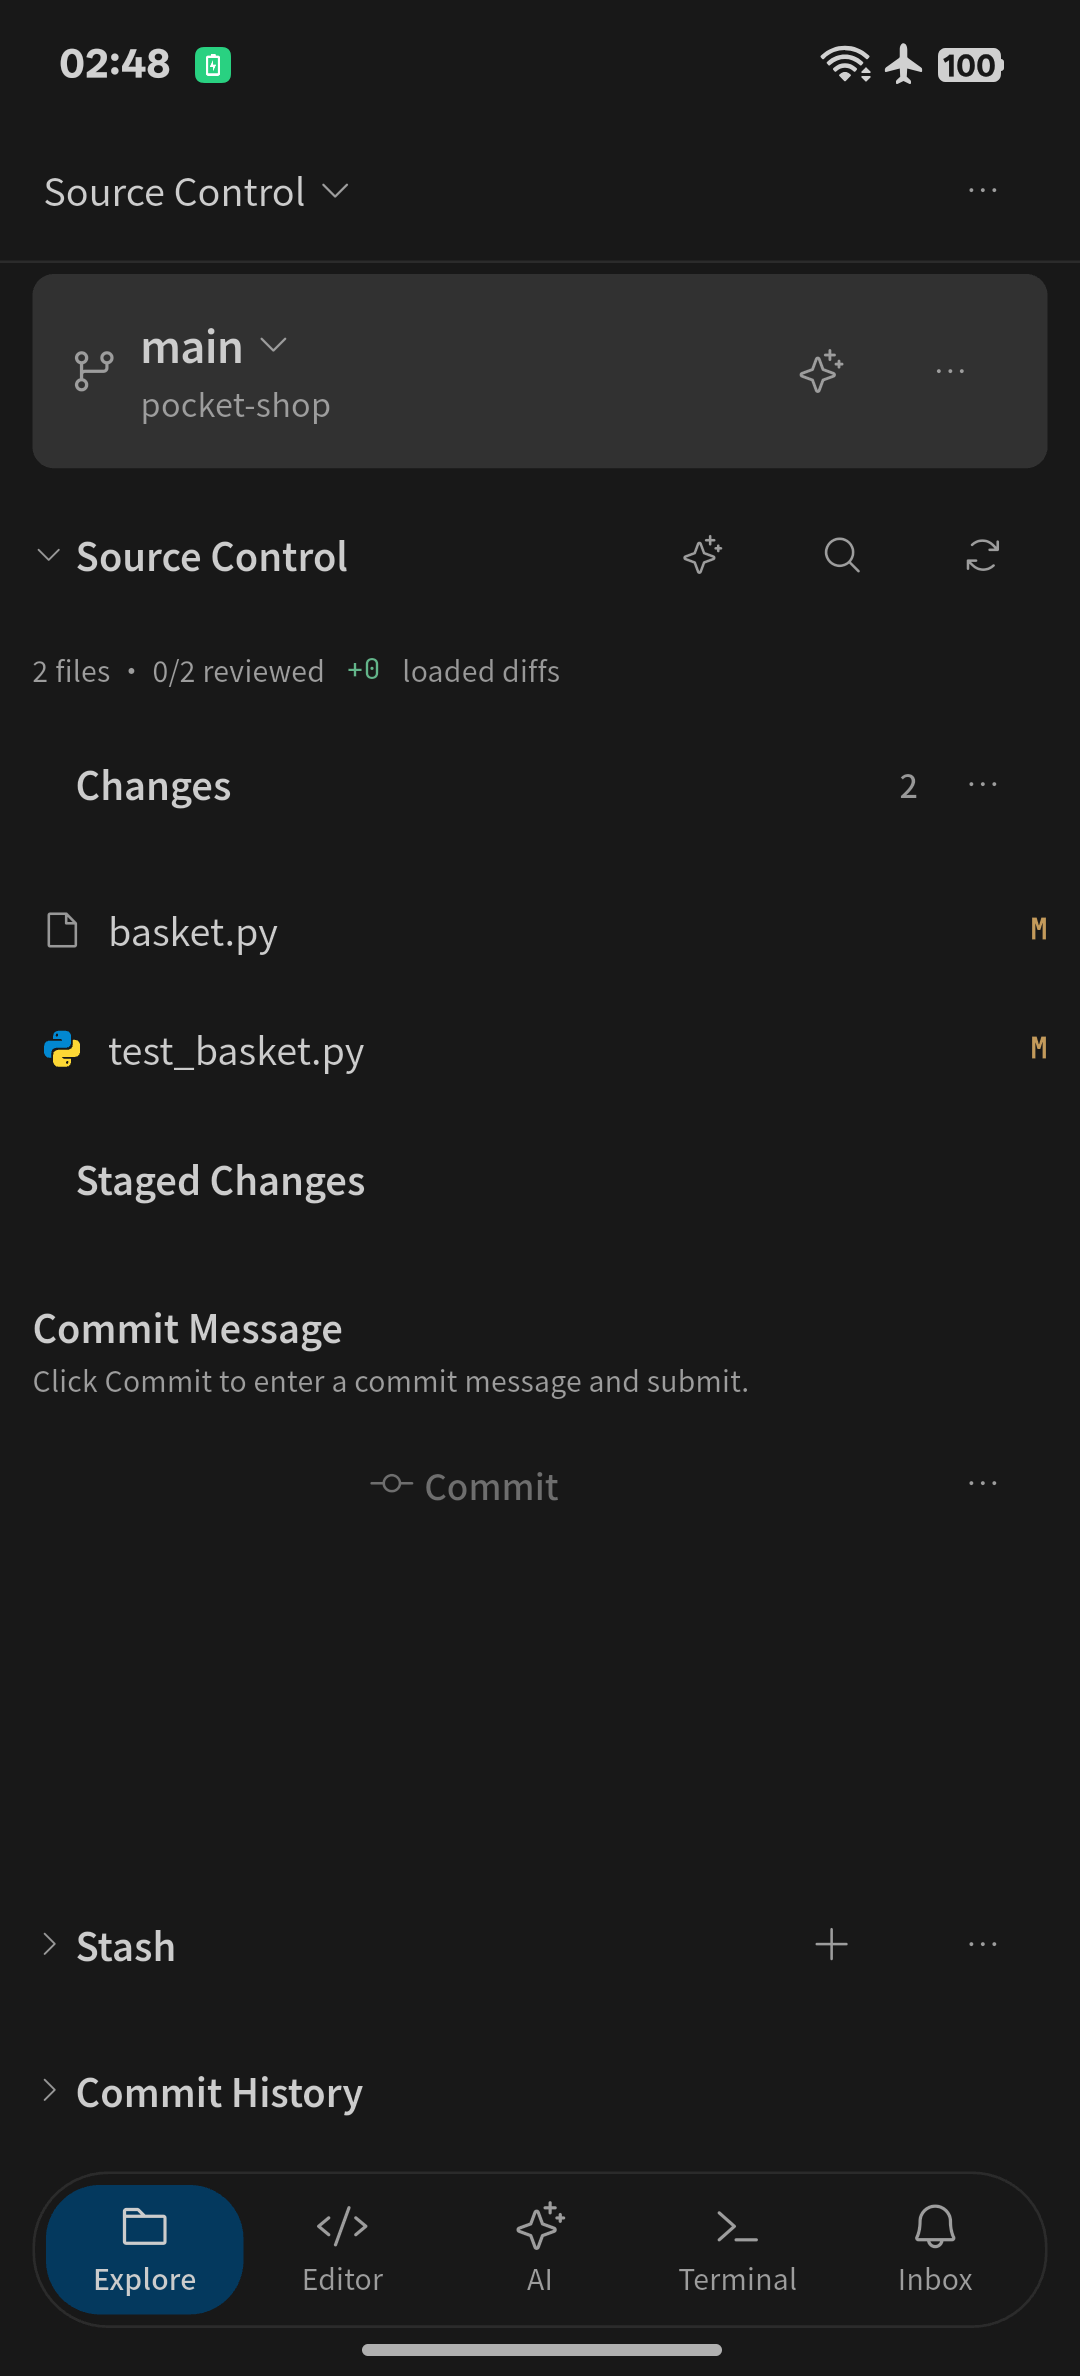 02:48
100
Source Control
main
pocket-shop
Source Control
2 files • 0/2 reviewed +0 loaded diffs
Changes 2
basket.py M
test_basket.py M
Staged Changes
Commit Message
Click Commit to enter a commit message and submit.
Commit
Stash
Commit History
Explore Editor AI Terminal Inbox